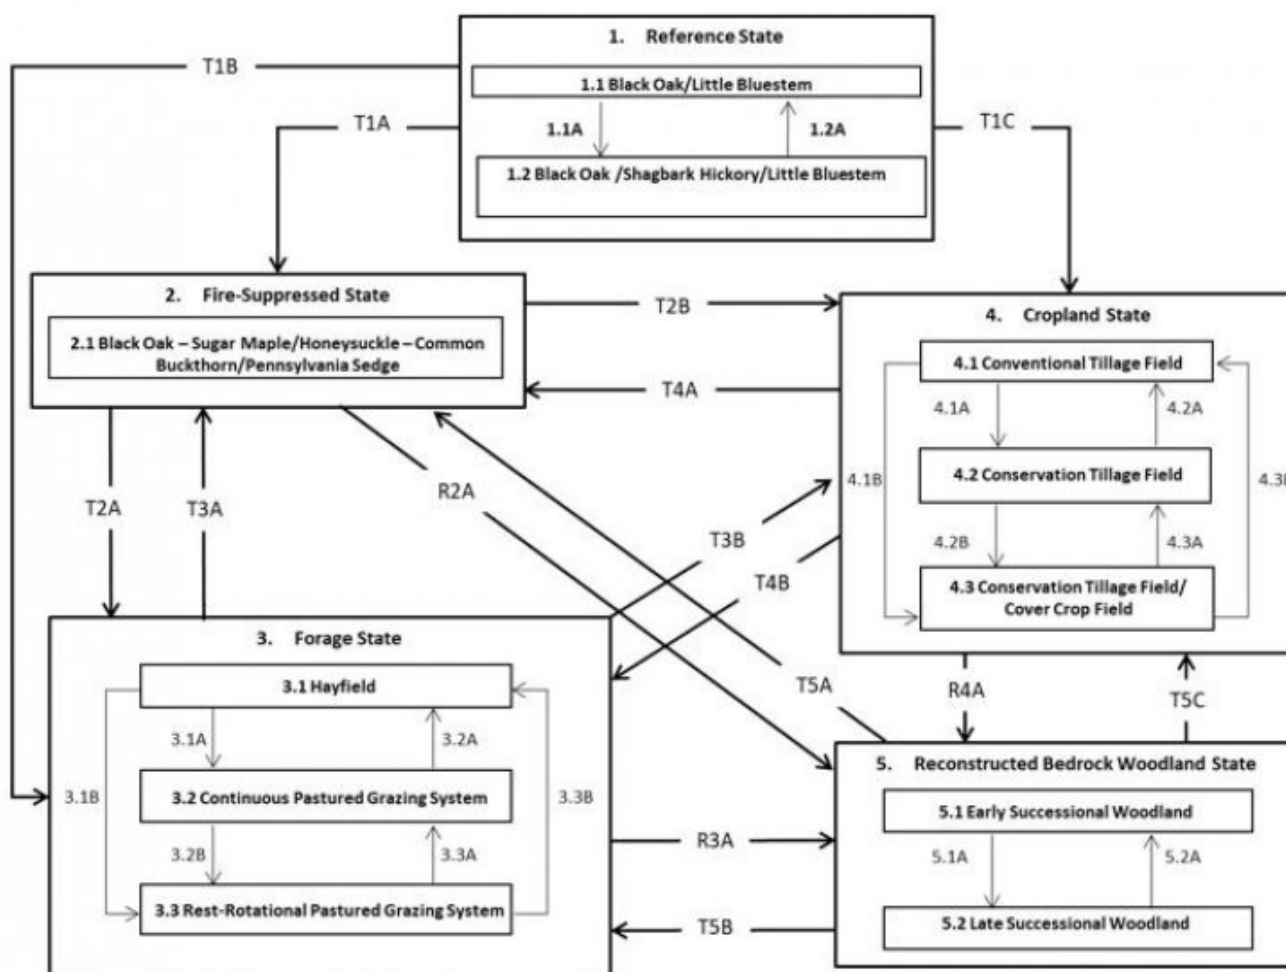 1. Reference State
T1B
1.1 Black Oak/Little Bluestem
T1A
1.1A
1.2A
T1C
1.2 Black Oak /Shagbark Hickory/Little Bluestem
2. Fire-Suppressed State
T2B
4. Cropland State
2.1 Black Oak – Sugar Maple/Honeysuckle – Common
Buckthorn/Pennsylvania Sedge
4.1 Conventional Tillage Field
T4A
4.1A
4.2A
4.1B
4.2 Conservation Tillage Field
R2A
T2A
T3A
T3B
4.2B
4.3A
T4B
4.3 Conservation Tillage Field/
Cover Crop Field
3. Forage State
3.1 Hayfield
T5A
R4A
T5C
3.1A
3.2A
5. Reconstructed Bedrock Woodland State
3.1B
3.2 Continuous Pastured Grazing System
3.3B
5.1 Early Successional Woodland
R3A
3.2B
3.3A
5.1A
5.2A
3.3 Rest-Rotational Pastured Grazing System
T5B
5.2 Late Successional Woodland